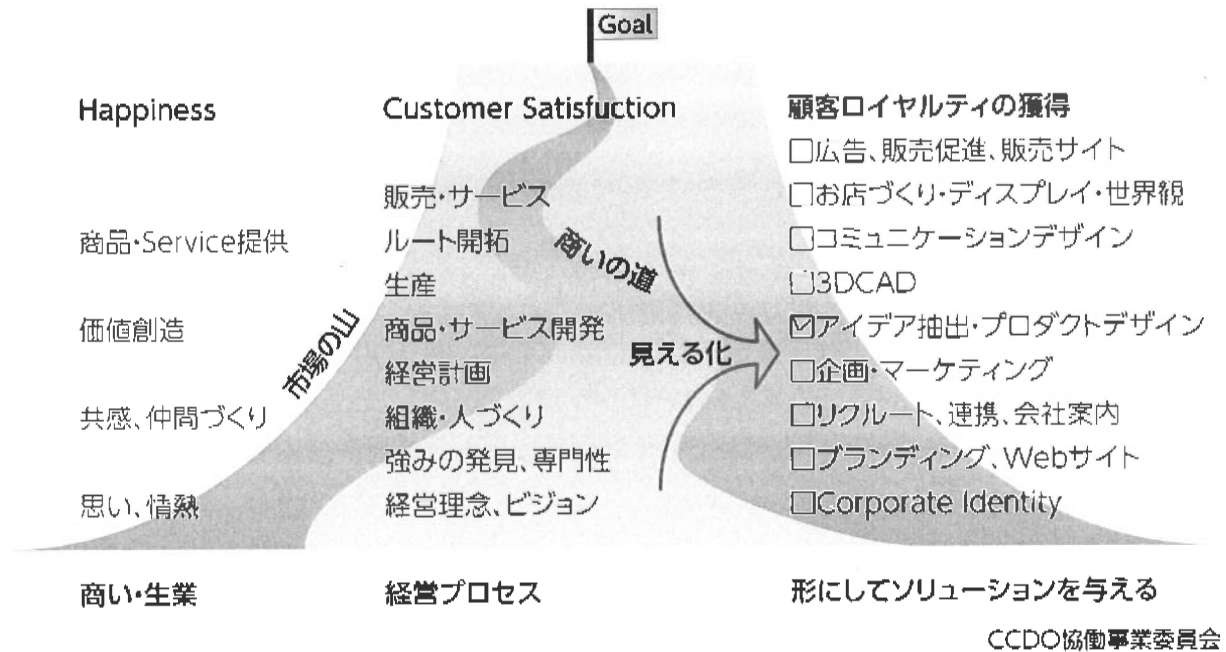 Goal
Happiness
商品・Service提供
価値創造
共感、仲間づくり
思い、情熱
商い・生業
市場の山
Customer Satisfuction
販売・サービス
ルート開拓
生産
商品・サービス開発
経営計画
組織・人づくり
強みの発見、専門性
経営理念、ビジョン
経営プロセス
商いの道
見える化
顧客ロイヤルティの獲得
☐広告、販売促進、販売サイト
☐お店づくり・ディスプレイ・世界観
☐コミュニケーションデザイン
☐3DCAD
☑アイデア抽出・プロダクトデザイン
☐企画・マーケティング
☐リクルート、連携、会社案内
☐ブランディング、Webサイト
☐Corporate Identity
形にしてソリューションを与える
CCDO協働事業委員会